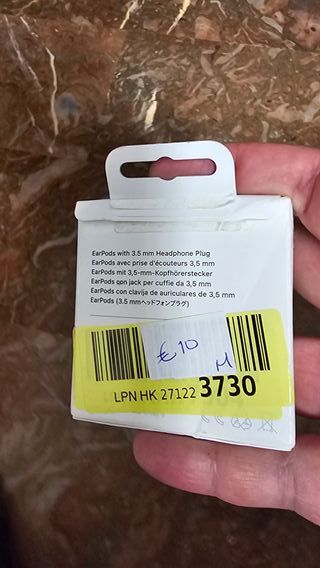 EarPods with 3.5 mm Headphone Plug
EarPods avec prise d'écouteurs 3,5 mm
EarPods mit 3,5-mm-Kopfhörerstecker
EarPods con jack per cuffie da 3,5 mm
EarPods con clavija de auriculares de 3,5 mm
EarPods (3.5 mmヘッドフォンプラグ)
€10
M
LPN HK 27122 3730